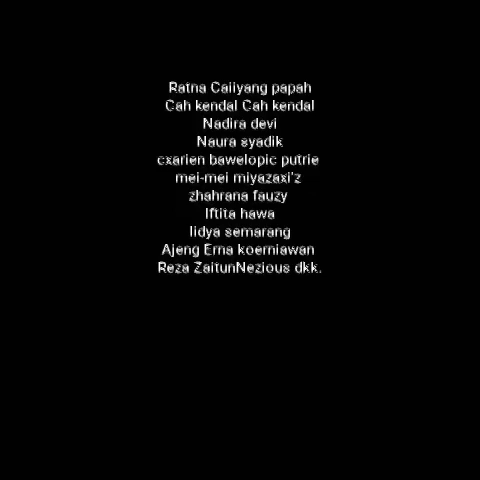 Ratna Caiiyang papah
Cah kendal Cah kendal
Nadira devi
Naura syadik
cxarien bawelopic putrie
mei-mei miyazaxi'z
zhahrana fauzy
Iftita hawa
lidya semarang
Ajeng Erna koerniawan
Reza ZaitunNezious dkk.